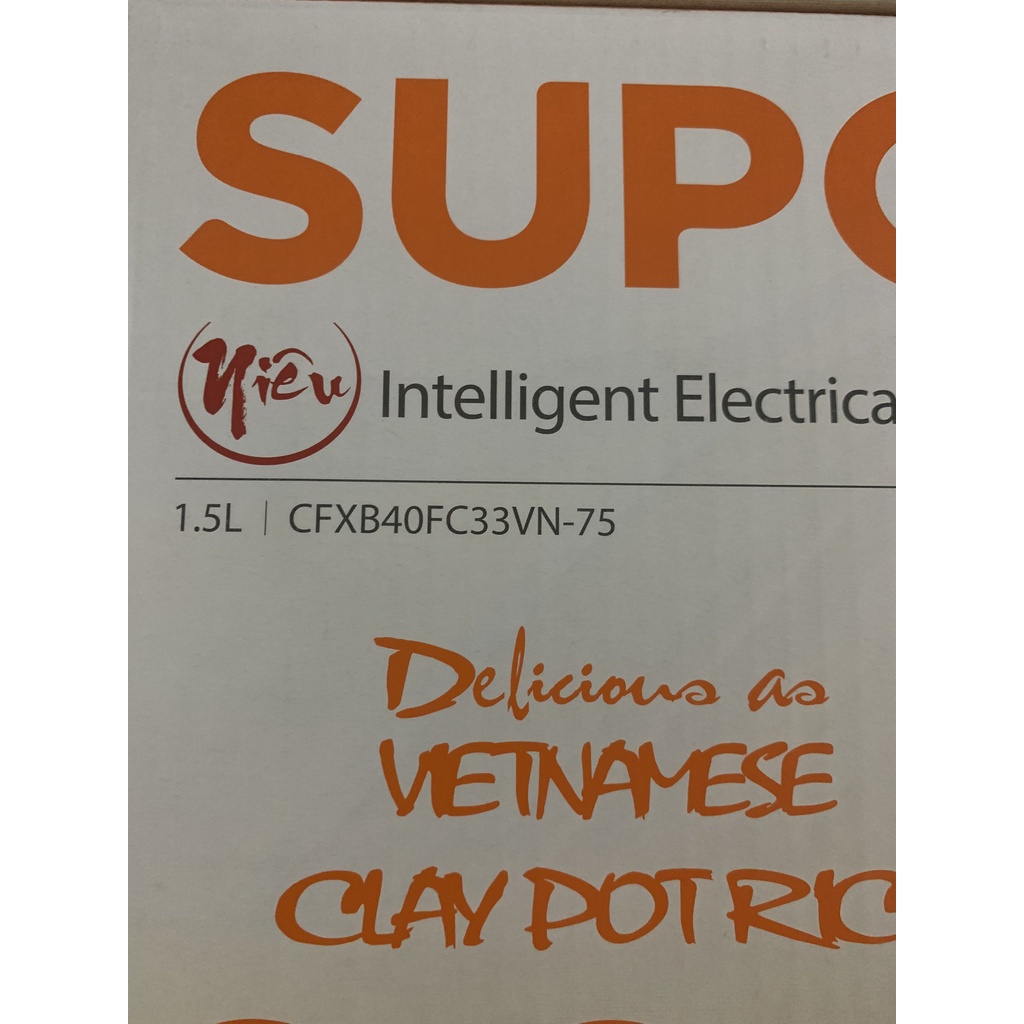 SUPO
Niêu
Intelligent Electrica
1.5L | CFXB40FC33VN-75
Delicious as
VIETNAMESE
CLAY POT RIC